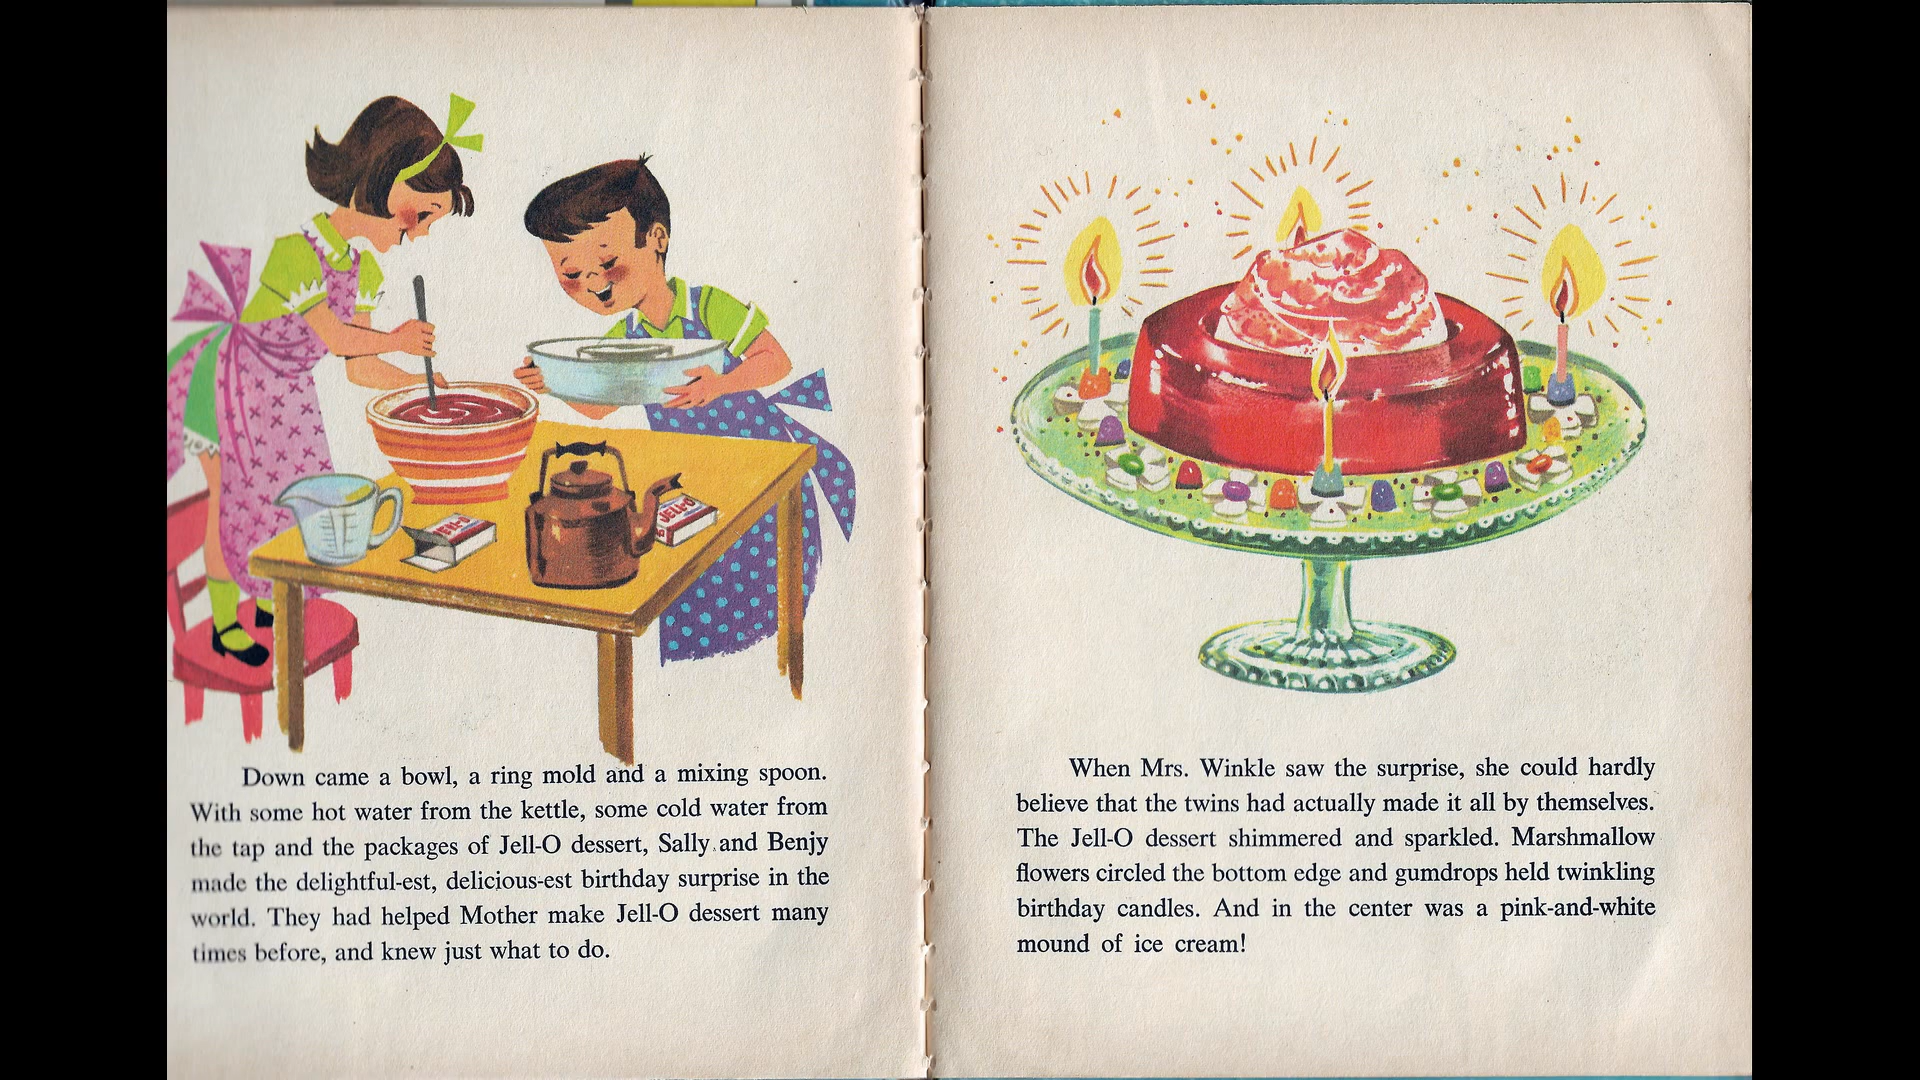 JELL-O
JELL-O
Down came a bowl, a ring mold and a mixing spoon.
With some hot water from the kettle, some cold water from
the tap and the packages of Jell-O dessert, Sally and Benjy
made the delightful-est, delicious-est birthday surprise in the
world. They had helped Mother make Jell-O dessert many
times before, and knew just what to do.
When Mrs. Winkle saw the surprise, she could hardly
believe that the twins had actually made it all by themselves.
The Jell-O dessert shimmered and sparkled. Marshmallow
flowers circled the bottom edge and gumdrops held twinkling
birthday candles. And in the center was a pink-and-white
mound of ice cream!